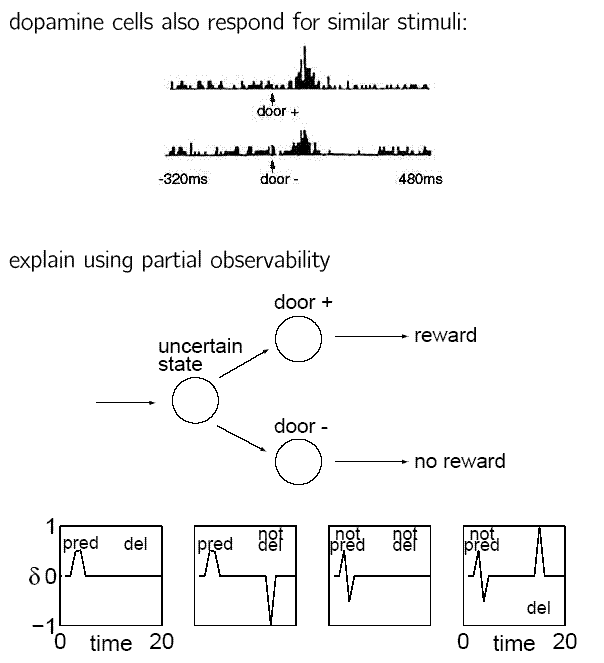 dopamine cells also respond for similar stimuli:
door +
-320ms door - 480ms
explain using partial observability
door +
uncertain
state
reward
door -
no reward
1
δ 0
−1
pred del
pred not
del
not
pred not
del
not
pred
del
0 time 20
0 time 20